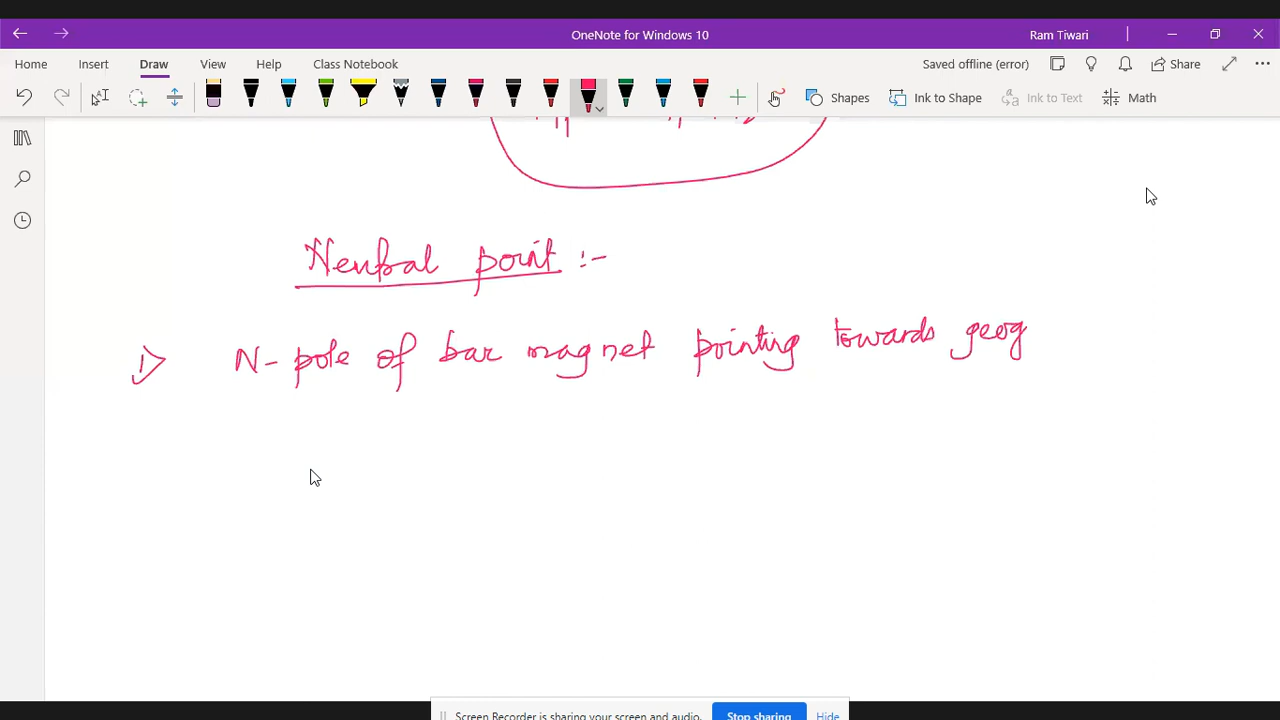 OneNote for Windows 10
Ram Tiwari
Home Insert Draw View Help Class Notebook
Saved offline (error) Share
Shapes Ink to Shape Ink to Text Math
Neutral point :-
1) N-pole of bar magnet pointing towards geog
Screen Recorder is sharing your screen and audio. Stop sharing Hide